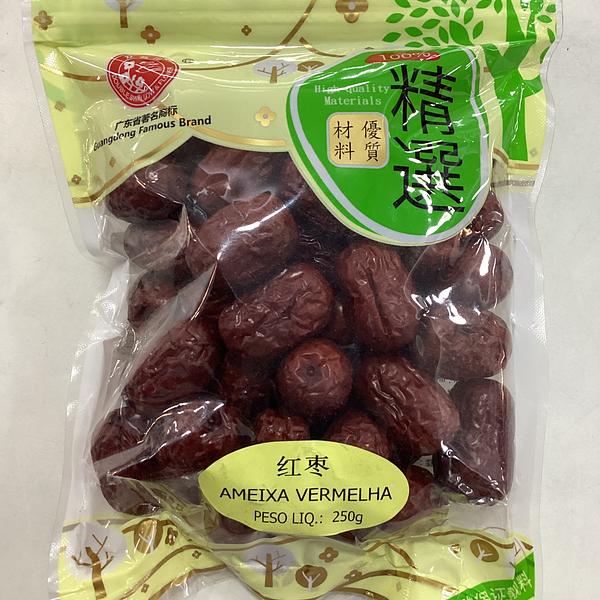 100%
High Quality
Materials
精選
優質
材料
广东省著名商标
Guangdong Famous Brand
红枣
AMEIXA VERMELHA
PESO LIQ.: 250g